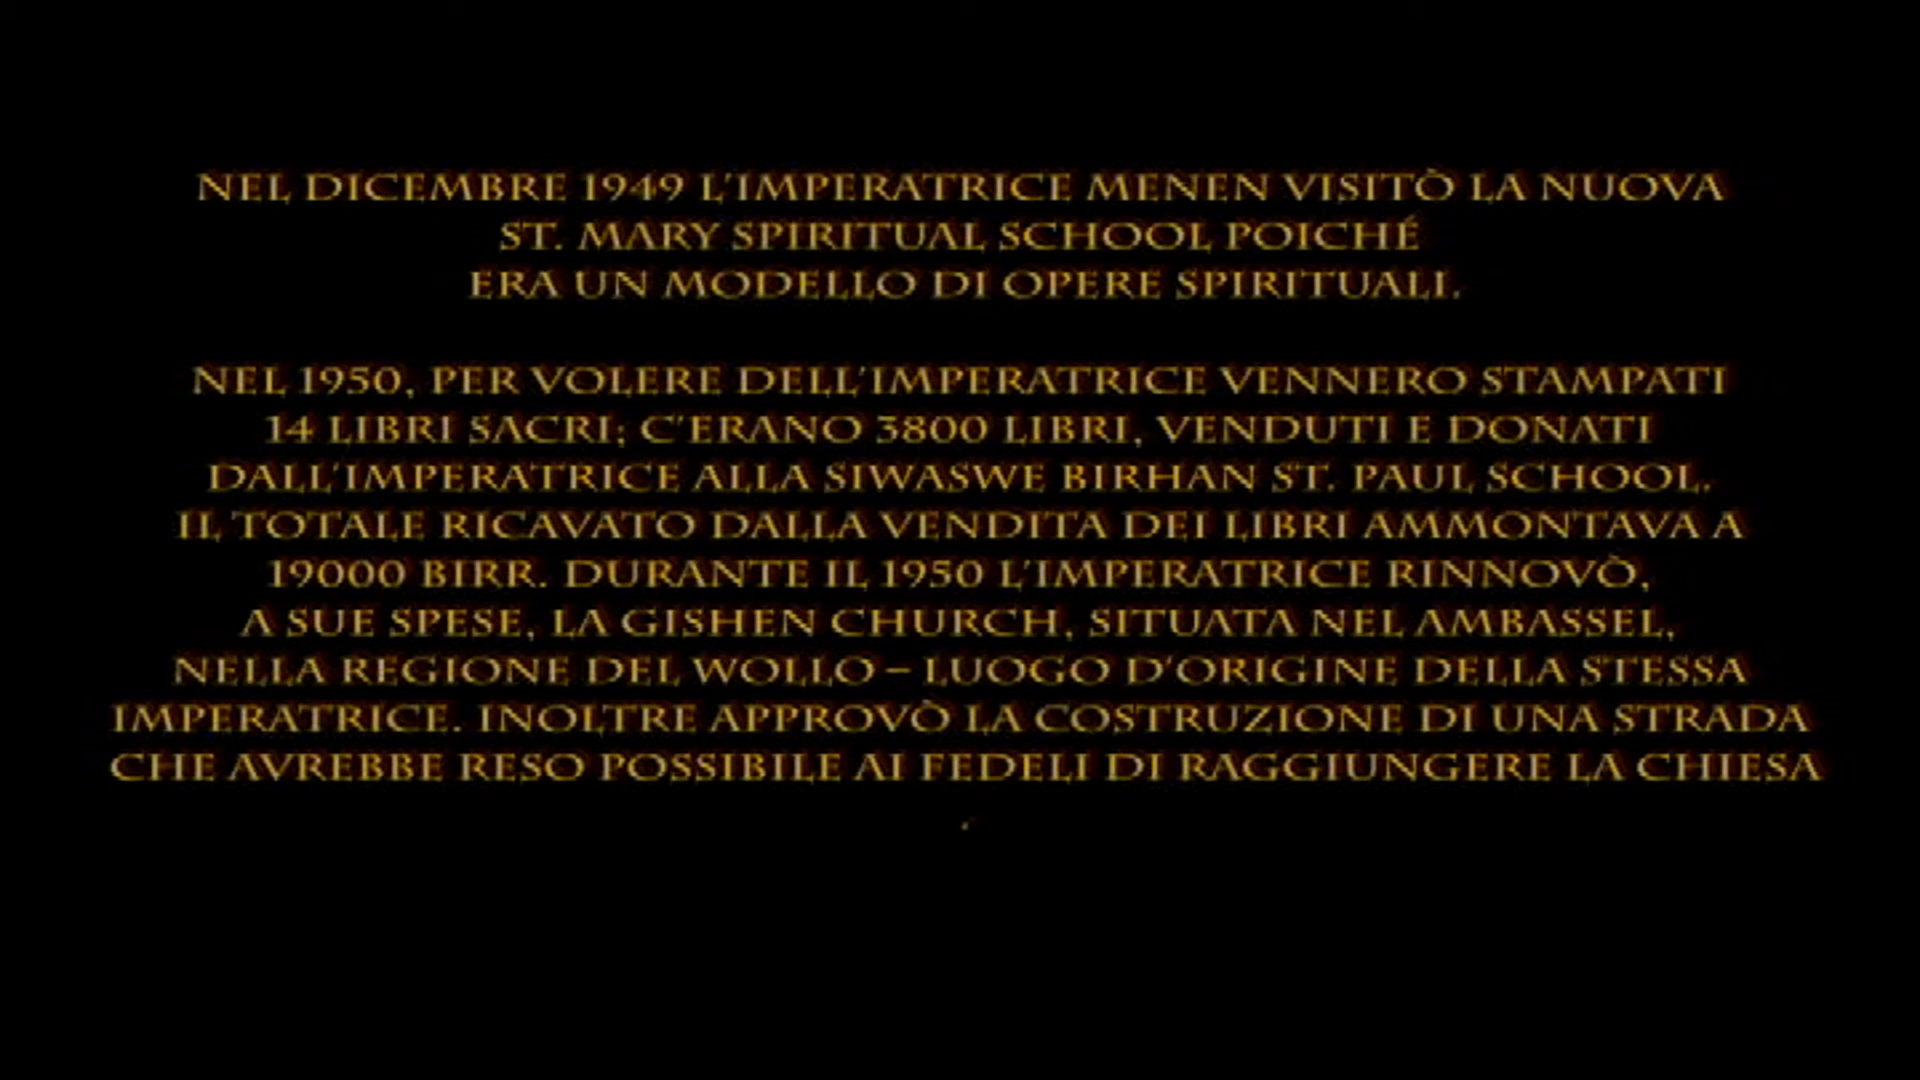 NEL DICEMBRE 1949 L'IMPERATRICE MENEN VISITÒ LA NUOVA
ST. MARY SPIRITUAL SCHOOL POICHÉ
ERA UN MODELLO DI OPERE SPIRITUALI.
NEL 1950, PER VOLERE DELL'IMPERATRICE VENNERO STAMPATI
14 LIBRI SACRI; C'ERANO 3800 LIBRI, VENDUTI E DONATI
DALL'IMPERATRICE ALLA SIWASWE BIRHAN ST. PAUL SCHOOL.
IL TOTALE RICAVATO DALLA VENDITA DEI LIBRI AMMONTAVA A
19000 BIRR. DURANTE IL 1950 L'IMPERATRICE RINNOVÒ,
A SUE SPESE, LA GISHEN CHURCH, SITUATA NEL AMBASSEL,
NELLA REGIONE DEL WOLLO – LUOGO D'ORIGINE DELLA STESSA
IMPERATRICE. INOLTRE APPROVÒ LA COSTRUZIONE DI UNA STRADA
CHE AVREBBE RESO POSSIBILE AI FEDELI DI RAGGIUNGERE LA CHIESA
.